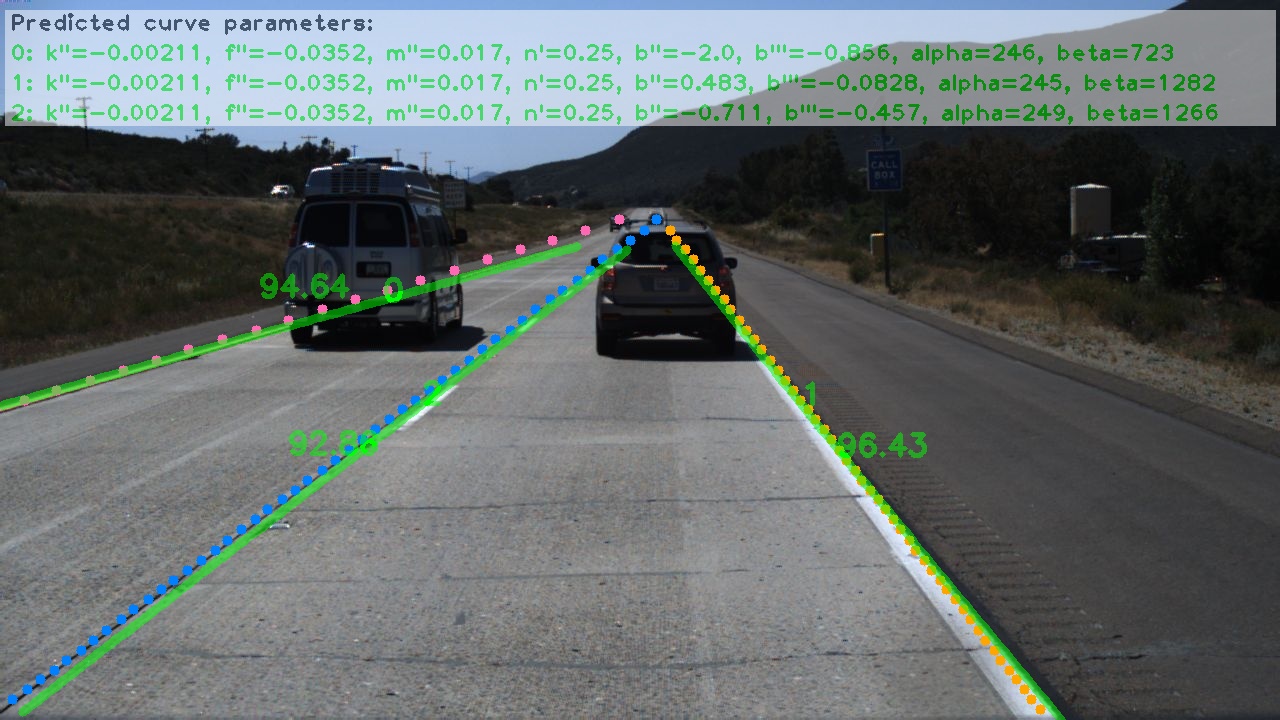 Predicted curve parameters:
0: k''=-0.00211, f''=-0.0352, m''=0.017, n'=0.25, b''=-2.0, b'''=-0.856, alpha=246, beta=723
1: k''=-0.00211, f''=-0.0352, m''=0.017, n'=0.25, b''=0.483, b'''=-0.0828, alpha=245, beta=1282
2: k''=-0.00211, f''=-0.0352, m''=0.017, n'=0.25, b''=-0.711, b'''=-0.457, alpha=249, beta=1266
CALL
BOX
94.64
0
1
96.43